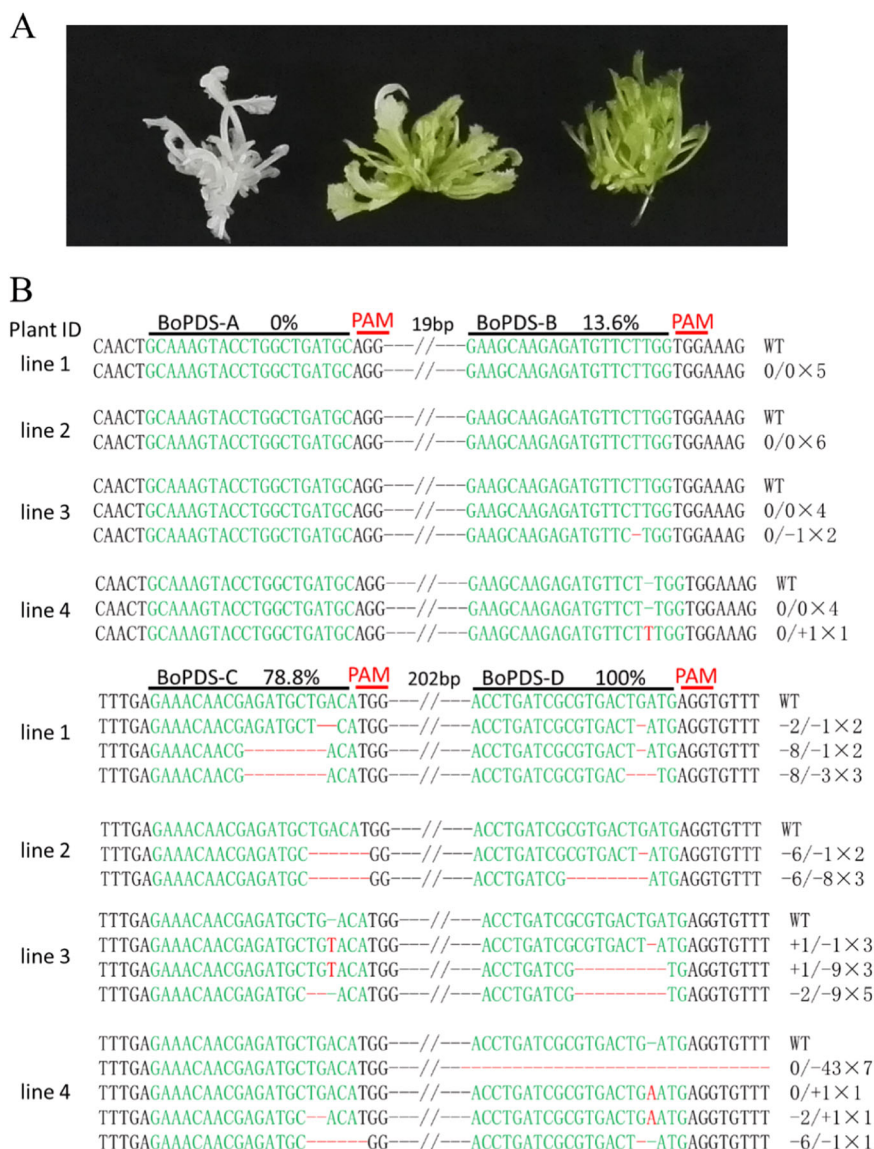 A
B
Plant ID
BoPDS-A 0% PAM 19bp BoPDS-B 13.6% PAM
line 1
CAACTGCAAAGTACCTGGCTGATGCAGG---//---GAAGCAAGAGATGTTCTTGGTGGAAAG WT
CAACTGCAAAGTACCTGGCTGATGCAGG---//---GAAGCAAGAGATGTTCTTGGTGGAAAG 0/0×5
line 2
CAACTGCAAAGTACCTGGCTGATGCAGG---//---GAAGCAAGAGATGTTCTTGGTGGAAAG WT
CAACTGCAAAGTACCTGGCTGATGCAGG---//---GAAGCAAGAGATGTTCTTGGTGGAAAG 0/0×6
line 3
CAACTGCAAAGTACCTGGCTGATGCAGG---//---GAAGCAAGAGATGTTCTTGGTGGAAAG WT
CAACTGCAAAGTACCTGGCTGATGCAGG---//---GAAGCAAGAGATGTTCTTGGTGGAAAG 0/0×4
CAACTGCAAAGTACCTGGCTGATGCAGG---//---GAAGCAAGAGATGTTC-TGGTGGAAAG 0/-1×2
line 4
CAACTGCAAAGTACCTGGCTGATGCAGG---//---GAAGCAAGAGATGTTCT-TGGTGGAAAG WT
CAACTGCAAAGTACCTGGCTGATGCAGG---//---GAAGCAAGAGATGTTCT-TGGTGGAAAG 0/0×4
CAACTGCAAAGTACCTGGCTGATGCAGG---//---GAAGCAAGAGATGTTCTTTGGTGGAAAG 0/+1×1
BoPDS-C 78.8% PAM 202bp BoPDS-D 100% PAM
line 1
TTTGAGAAACAACGAGATGCTGACATGG---//---ACCTGATCGCGTGACTGATGAGGTGTTT WT
TTTGAGAAACAACGAGATGCT--CATGG---//---ACCTGATCGCGTGACT-ATGAGGTGTTT -2/-1×2
TTTGAGAAACAACG--------ACATGG---//---ACCTGATCGCGTGACT-ATGAGGTGTTT -8/-1×2
TTTGAGAAACAACG--------ACATGG---//---ACCTGATCGCGTGAC---TGAGGTGTTT -8/-3×3
line 2
TTTGAGAAACAACGAGATGCTGACATGG---//---ACCTGATCGCGTGACTGATGAGGTGTTT WT
TTTGAGAAACAACGAGATGC------GG---//---ACCTGATCGCGTGACT-ATGAGGTGTTT -6/-1×2
TTTGAGAAACAACGAGATGC------GG---//---ACCTGATCG--------ATGAGGTGTTT -6/-8×3
line 3
TTTGAGAAACAACGAGATGCTG-ACATGG---//---ACCTGATCGCGTGACTGATGAGGTGTTT WT
TTTGAGAAACAACGAGATGCTGTACATGG---//---ACCTGATCGCGTGACT-ATGAGGTGTTT +1/-1×3
TTTGAGAAACAACGAGATGCTGTACATGG---//---ACCTGATCG---------TGAGGTGTTT +1/-9×3
TTTGAGAAACAACGAGATGC---ACATGG---//---ACCTGATCG---------TGAGGTGTTT -2/-9×5
line 4
TTTGAGAAACAACGAGATGCTGACATGG---//---ACCTGATCGCGTGACTG-ATGAGGTGTTT WT
TTTGAGAAACAACGAGATGCTGACATGG---//------------------------------- 0/-43×7
TTTGAGAAACAACGAGATGCTGACATGG---//---ACCTGATCGCGTGACTGAATGAGGTGTTT 0/+1×1
TTTGAGAAACAACGAGATGC--ACATGG---//---ACCTGATCGCGTGACTGAATGAGGTGTTT -2/+1×1
TTTGAGAAACAACGAGATGC------GG---//---ACCTGATCGCGTGACT--ATGAGGTGTTT -6/-1×1